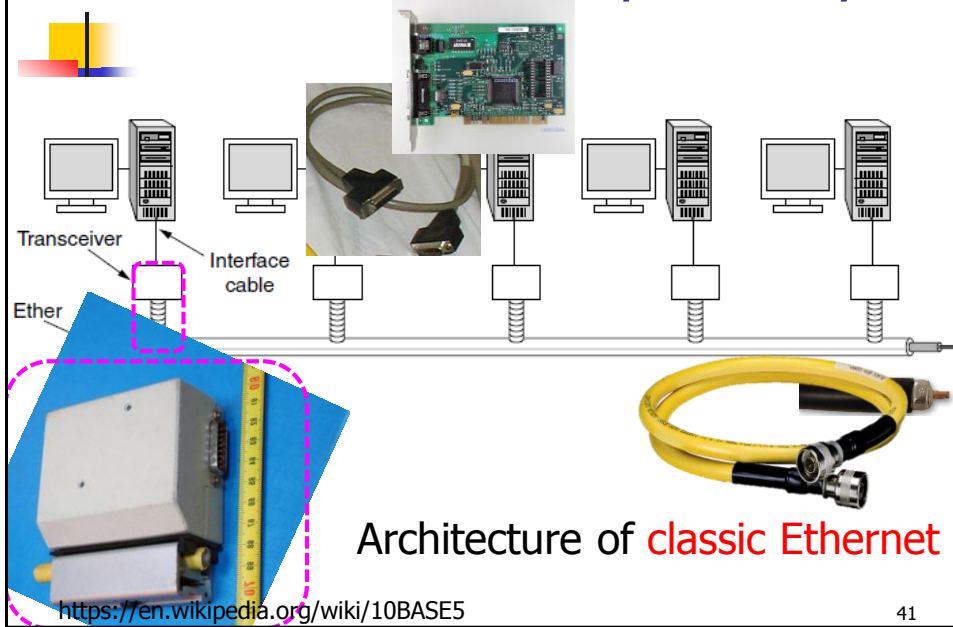 Transceiver
Interface
cable
Ether
Architecture of classic Ethernet
https://en.wikipedia.org/wiki/10BASE5
41